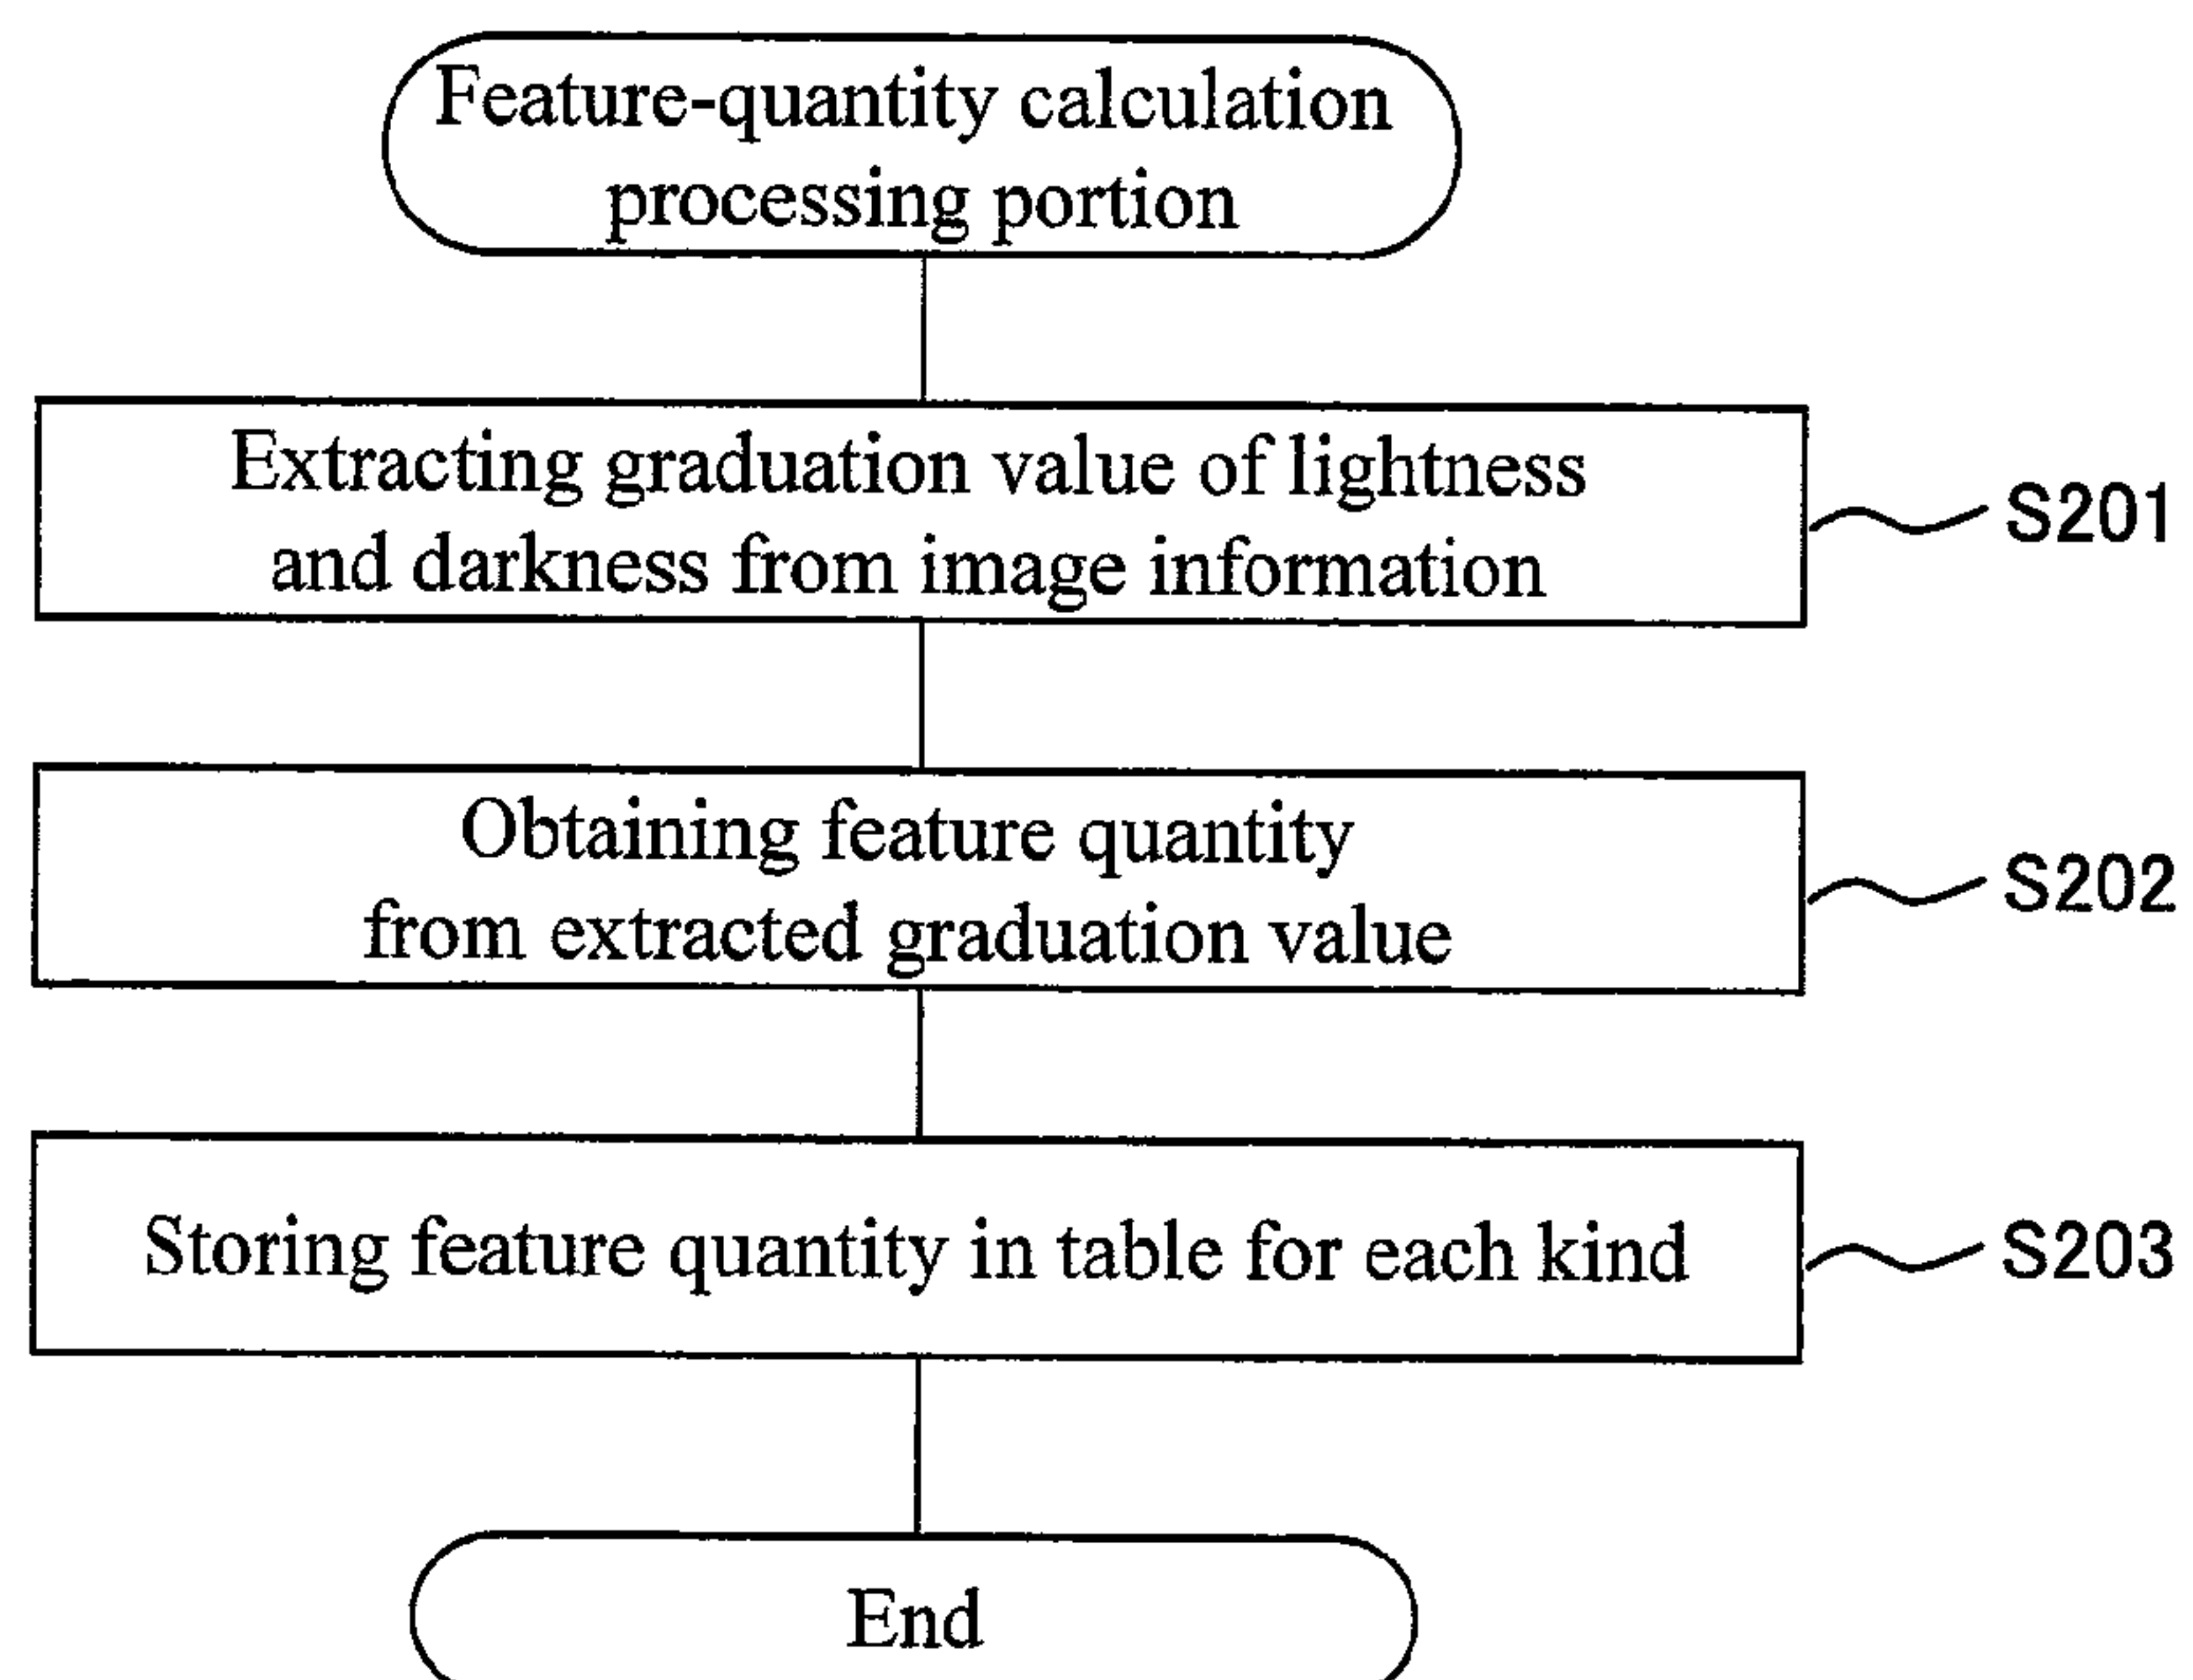 Feature-quantity calculation
processing portion
Extracting graduation value of lightness
and darkness from image information
S201
Obtaining feature quantity
from extracted graduation value
S202
Storing feature quantity in table for each kind
S203
End